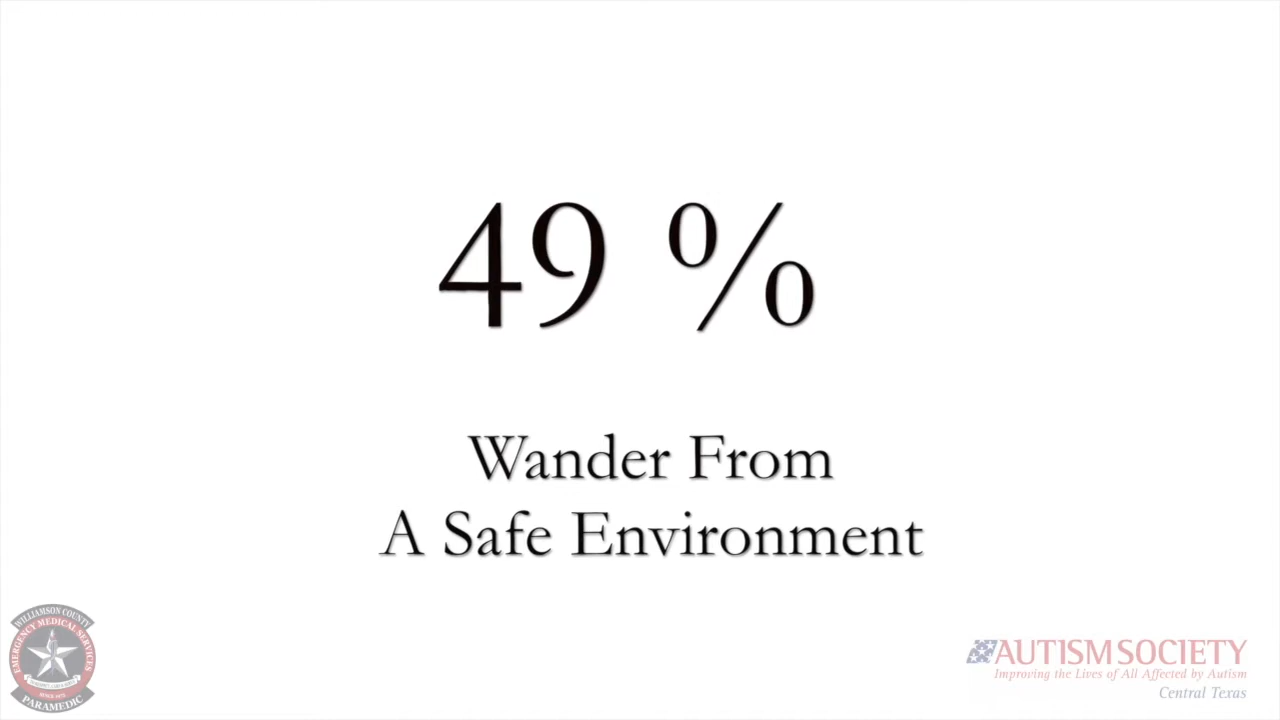 49 %
Wander From
A Safe Environment
WILLIAMSON COUNTY
EMERGENCY MEDICAL SERVICES
PARAMEDIC
AUTISM SOCIETY
Improving the Lives of All Affected by Autism
Central Texas